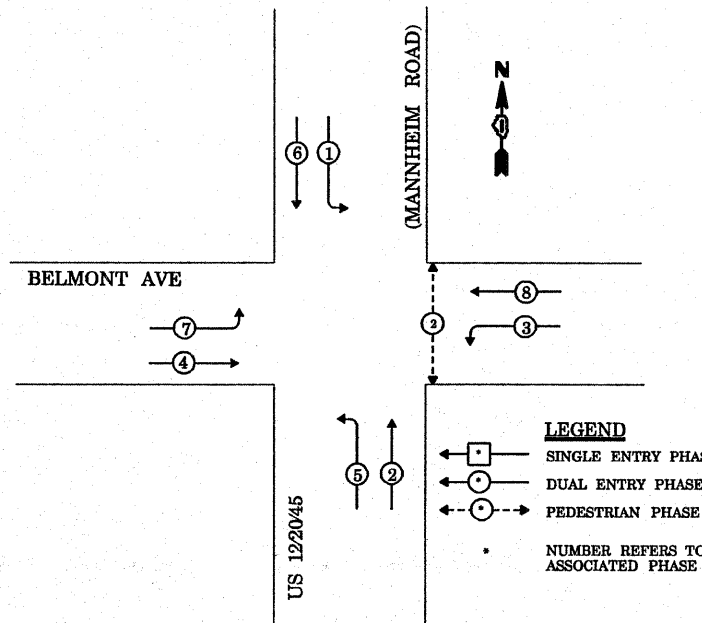 (MANNHEIM ROAD)
N
6
1
BELMONT AVE
8
7
2
3
4
5
2
US 12/20/45
LEGEND
* SINGLE ENTRY PHAS
* DUAL ENTRY PHASE
* PEDESTRIAN PHASE
* NUMBER REFERS TO
ASSOCIATED PHASE